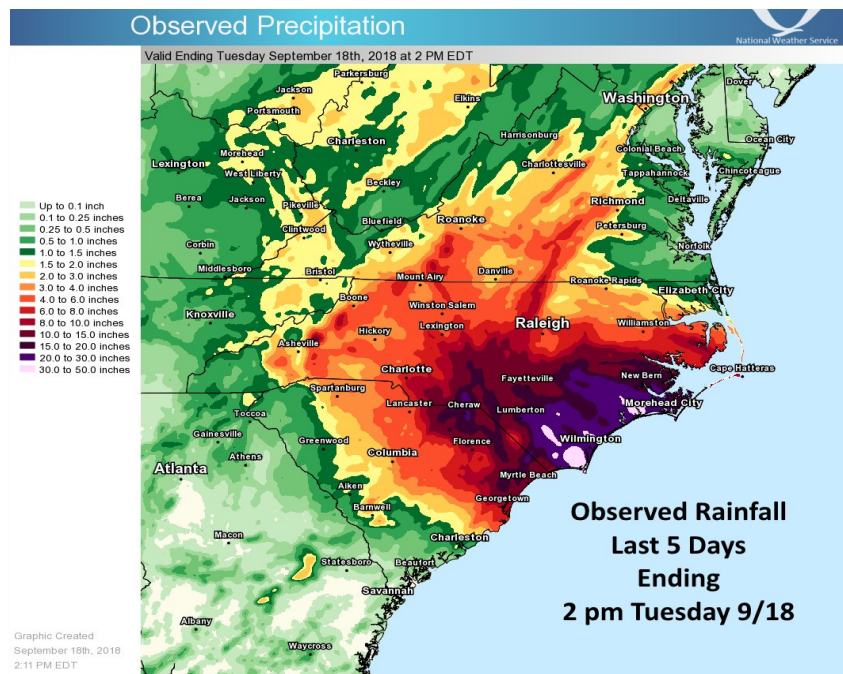 Observed Precipitation
National Weather Service
Valid Ending Tuesday September 18th, 2018 at 2 PM EDT
Parkersburg
Jackson
Portsmouth
Elkins
Washington
Dover
Charleston
Harrisonburg
Ocean City
Lexington
Morehead
West Liberty
Colonial Beach
Charlottesville
Tappahannock
Chincoteague
Berea
Jackson
Pikeville
Beckley
Richmond
Deltaville
Bluefield
Roanoke
Clintwood
Petersburg
Corbin
Wytheville
Norfolk
Middlesboro
Bristol
Mount Airy
Danville
Roanoke Rapids
Elizabeth City
Boone
Knoxville
Winston Salem
Raleigh
Williamston
Hickory
Lexington
Asheville
Charlotte
Cape Hatteras
Fayetteville
New Bern
Spartanburg
Lancaster
Cheraw
Lumberton
Morehead City
Toccoa
Gainesville
Greenwood
Florence
Wilmington
Athens
Columbia
Atlanta
Myrtle Beach
Aiken
Georgetown
Barnwell
Macon
Charleston
Statesboro
Beaufort
Savannah
Albany
Waycross
Up to 0.1 inch
0.1 to 0.25 inches
0.25 to 0.5 inches
0.5 to 1.0 inches
1.0 to 1.5 inches
1.5 to 2.0 inches
2.0 to 3.0 inches
3.0 to 4.0 inches
4.0 to 6.0 inches
6.0 to 8.0 inches
8.0 to 10.0 inches
10.0 to 15.0 inches
15.0 to 20.0 inches
20.0 to 30.0 inches
30.0 to 50.0 inches
Observed Rainfall
Last 5 Days
Ending
2 pm Tuesday 9/18
Graphic Created
September 18th, 2018
2:11 PM EDT